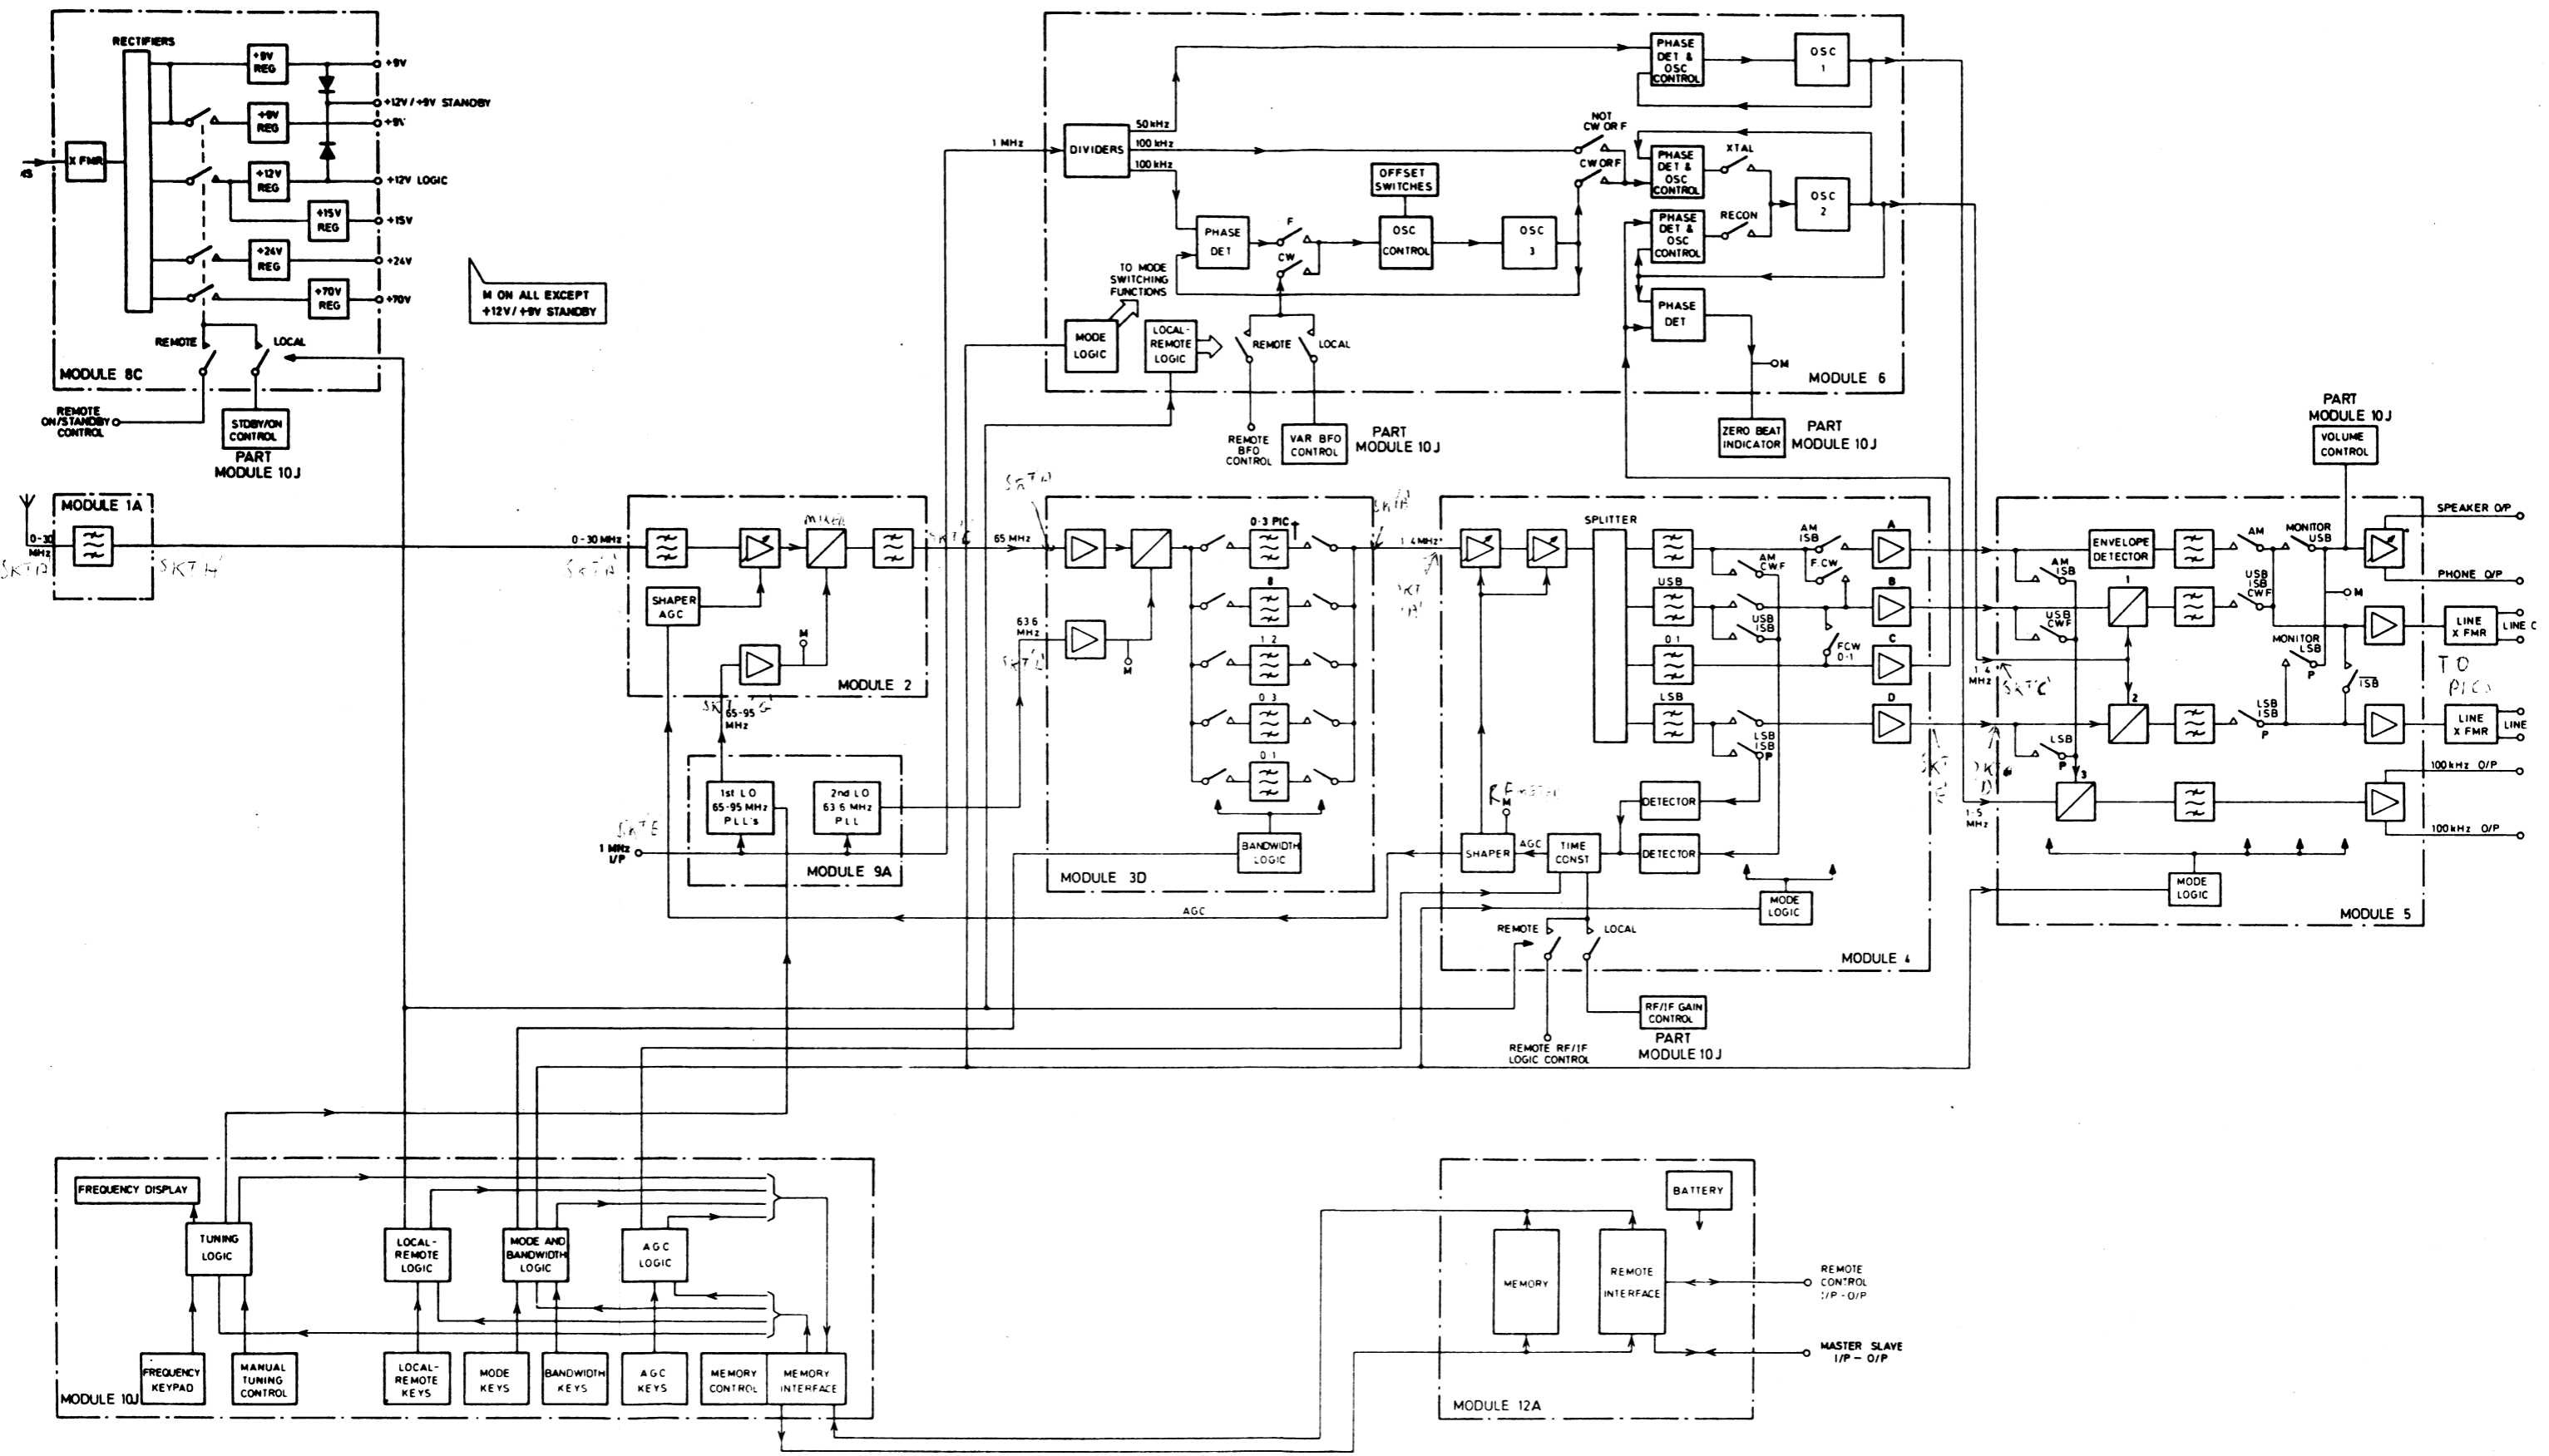 RECTIFIERS
+9V
REG
+9V
+12V/+9V STANDBY
+9V
REG
+9V
X FMR
+12V
REG
+12V LOGIC
+15V
REG
+15V
+24V
REG
+24V
+70V
REG
+70V
REMOTE
LOCAL
MODULE 8C
REMOTE
ON/STANDBY
CONTROL
STDBY/ON
CONTROL
PART
MODULE 10J
M ON ALL EXCEPT
+12V/+9V STANDBY
1 MHz
DIVIDERS
50 kHz
100 kHz
100 kHz
PHASE
DET &
OSC
CONTROL
OSC
1
NOT
CW OR F
CW OR F
PHASE
DET &
OSC
CONTROL
XTAL
OSC
2
PHASE
DET &
OSC
CONTROL
RECON
OFFSET
SWITCHES
PHASE
DET
F
CW
OSC
CONTROL
OSC
3
PHASE
DET
M
TO MODE
SWITCHING
FUNCTIONS
MODE
LOGIC
LOCAL-
REMOTE
LOGIC
REMOTE
LOCAL
MODULE 6
REMOTE
BFO
CONTROL
VAR BFO
CONTROL
PART
MODULE 10J
ZERO BEAT
INDICATOR
PART
MODULE 10J
PART
MODULE 10J
VOLUME
CONTROL
MODULE 1A
0-30
MHz
SKTA
SKTH
0-30 MHz
SKTA
MIXER
SHAPER
AGC
M
MODULE 2
SKTC
SKT G
65-95
MHz
1st LO
65-95 MHz
PLL's
2nd LO
63.6 MHz
PLL
SKTE
1 MHz
I/P
MODULE 9A
SKTA
65 MHz
63.6
MHz
M
0.3 PIC
8
1.2
0.3
0.1
BANDWIDTH
LOGIC
MODULE 3D
1.4 MHz
SPLITTER
USB
0.1
LSB
AM
CWF
USB
ISB
LSB
ISB
P
AM
ISB
F.CW
FCW
0.1
A
B
C
D
DETECTOR
DETECTOR
M
SHAPER
AGC
TIME
CONST
MODE
LOGIC
AGC
REMOTE
LOCAL
MODULE 4
RF/IF GAIN
CONTROL
PART
MODULE 10J
REMOTE RF/IF
LOGIC CONTROL
ENVELOPE
DETECTOR
AM
MONITOR
USB
SPEAKER O/P
PHONE O/P
AM
ISB
1
USB
ISB
CWF
M
LINE
X FMR
USB
CWF
MONITOR
LSB
P
1.4
MHz
SKTC
TO
2
LSB
ISB
P
ISB
LINE
X FMR
LINE
LSB
P
3
1.5
MHz
100 kHz O/P
100 kHz O/P
MODE
LOGIC
MODULE 5
FREQUENCY DISPLAY
TUNING
LOGIC
LOCAL-
REMOTE
LOGIC
MODE AND
BANDWIDTH
LOGIC
AGC
LOGIC
FREQUENCY
KEYPAD
MANUAL
TUNING
CONTROL
LOCAL-
REMOTE
KEYS
MODE
KEYS
BANDWIDTH
KEYS
AGC
KEYS
MEMORY
CONTROL
MEMORY
INTERFACE
MODULE 10J
BATTERY
MEMORY
REMOTE
INTERFACE
REMOTE
CONTROL
I/P - O/P
MASTER SLAVE
I/P - O/P
MODULE 12A